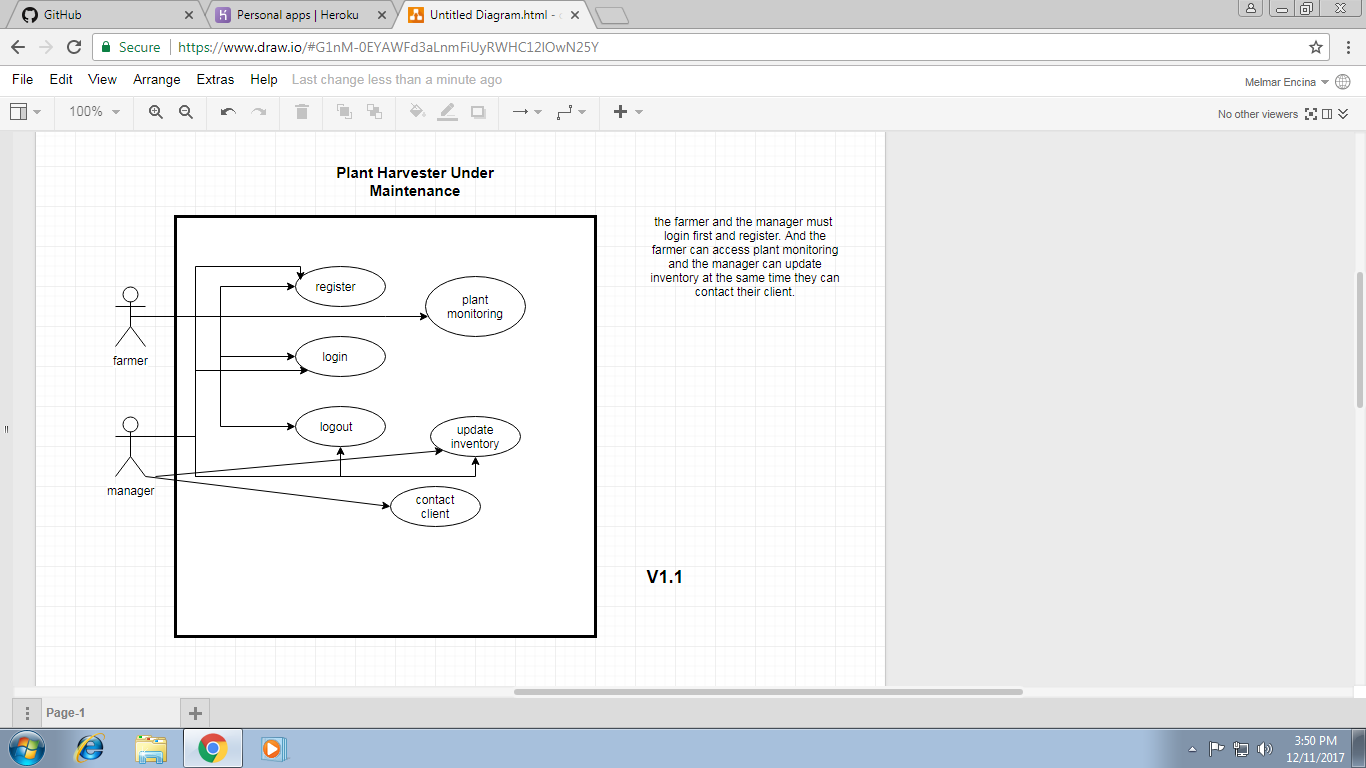 GitHub
Personal apps | Heroku
Untitled Diagram.html -
Secure
https://www.draw.io/#G1nM-0EYAWFd3aLnmFiUyRWHC12IOwN25Y
File Edit View Arrange Extras Help Last change less than a minute ago
Melmar Encina
100%
No other viewers
Plant Harvester Under
Maintenance
the farmer and the manager must
login first and register. And the
farmer can access plant monitoring
and the manager can update
inventory at the same time they can
contact their client.
register
plant
monitoring
farmer
login
logout
update
inventory
manager
contact
client
V1.1
Page-1
3:50 PM
12/11/2017